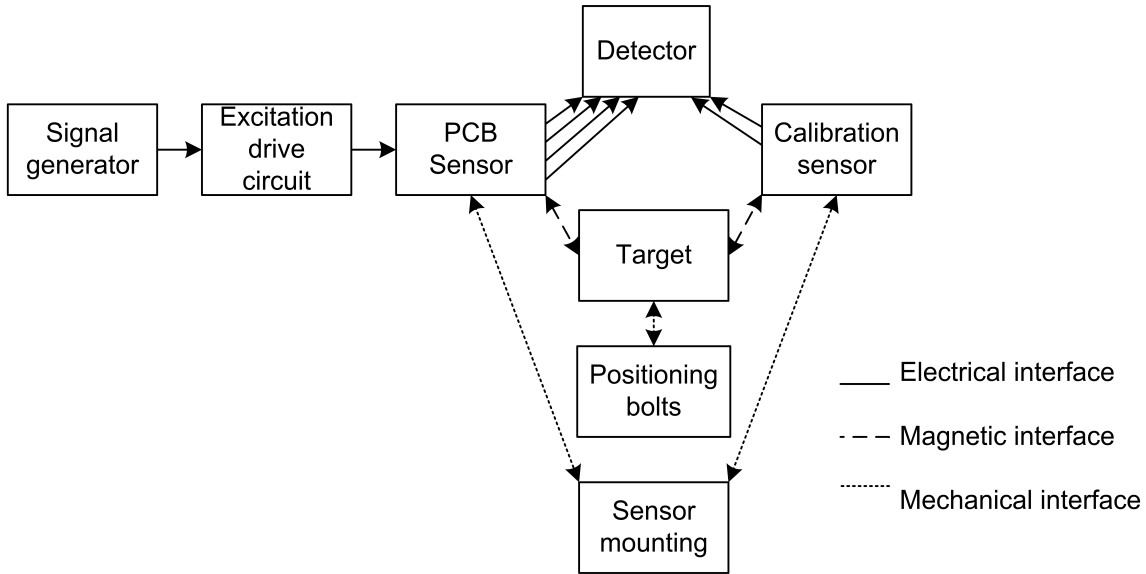 Detector
Signal
generator
Excitation
drive
circuit
PCB
Sensor
Calibration
sensor
Target
Positioning
bolts
Electrical interface
Magnetic interface
Mechanical interface
Sensor
mounting